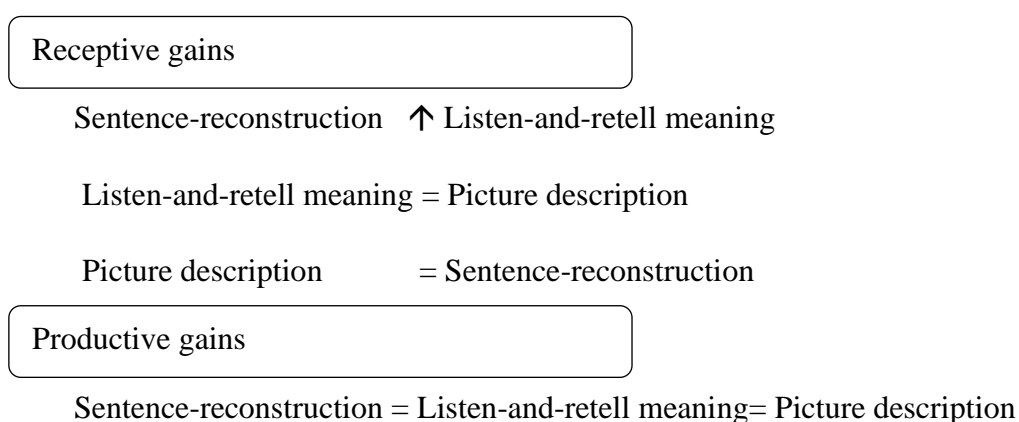 Receptive gains
Sentence-reconstruction ↑ Listen-and-retell meaning
Listen-and-retell meaning = Picture description
Picture description = Sentence-reconstruction
Productive gains
Sentence-reconstruction = Listen-and-retell meaning= Picture description